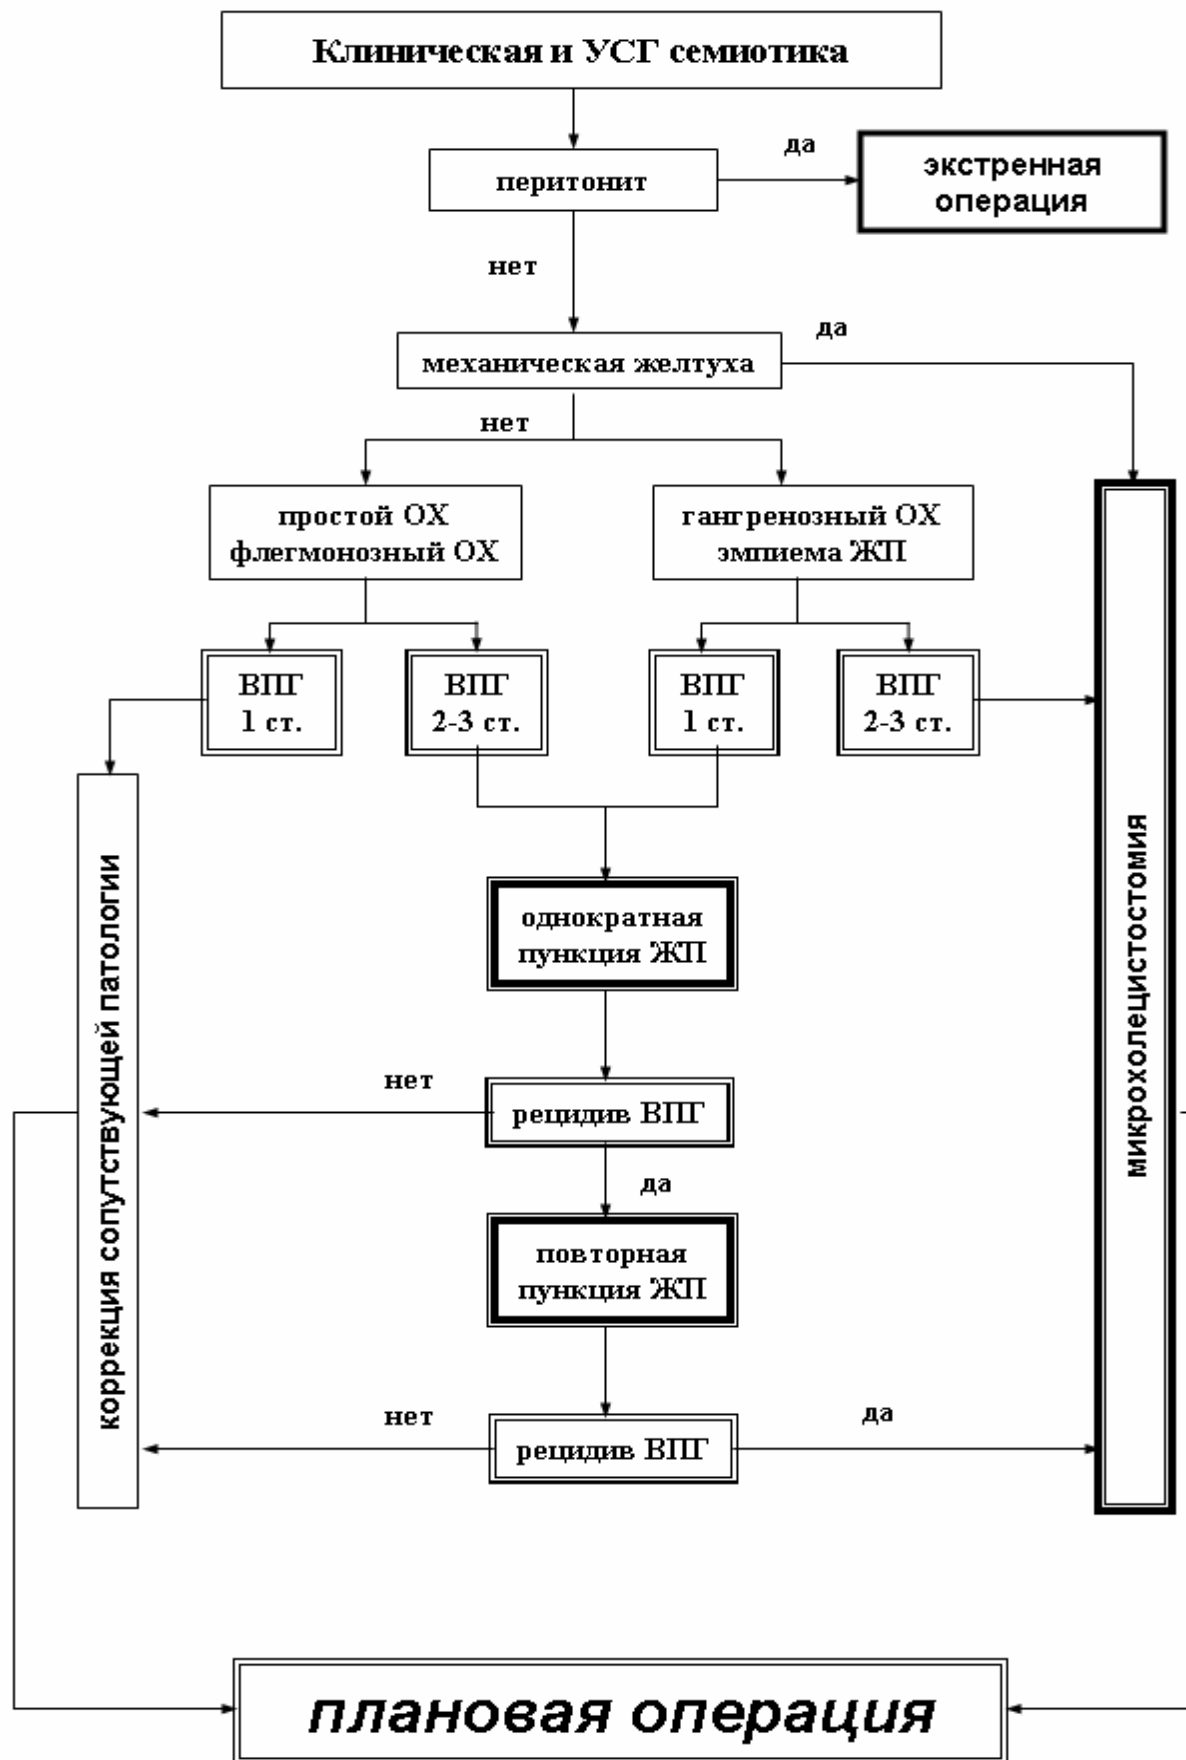 Клиническая и УСГ семиотика
да
перитонит
экстренная
операция
нет
да
механическая желтуха
нет
простой ОХ
флегмонозный ОХ
гангренозный ОХ
эмпиема ЖП
ВПГ
1 ст.
ВПГ
2-3 ст.
ВПГ
1 ст.
ВПГ
2-3 ст.
коррекция сопутствующей патологии
микрохолецистостомия
однократная
пункция ЖП
нет
рецидив ВПГ
да
повторная
пункция ЖП
нет
да
рецидив ВПГ
плановая операция